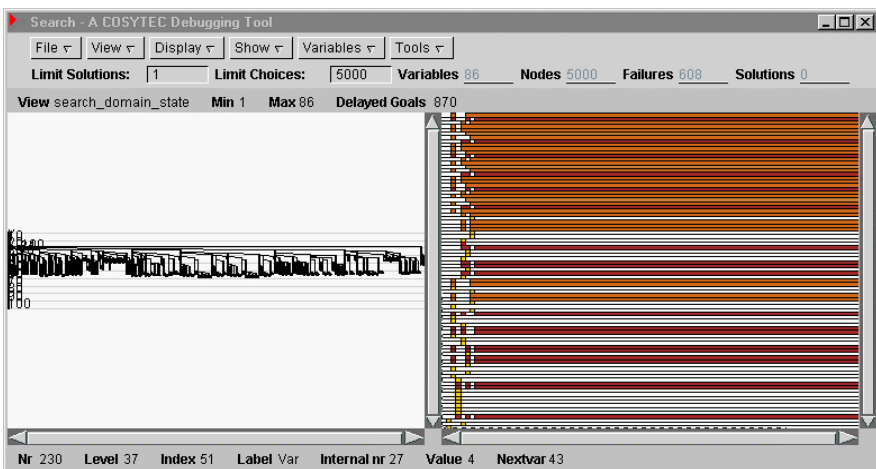 Search - A COSYTEC Debugging Tool
File View Display Show Variables Tools
Limit Solutions: 1 Limit Choices: 5000 Variables 86 Nodes 5000 Failures 608 Solutions 0
View search_domain_state Min 1 Max 86 Delayed Goals 870
Nr 230 Level 37 Index 51 Label Var Internal nr 27 Value 4 Nextvar 43